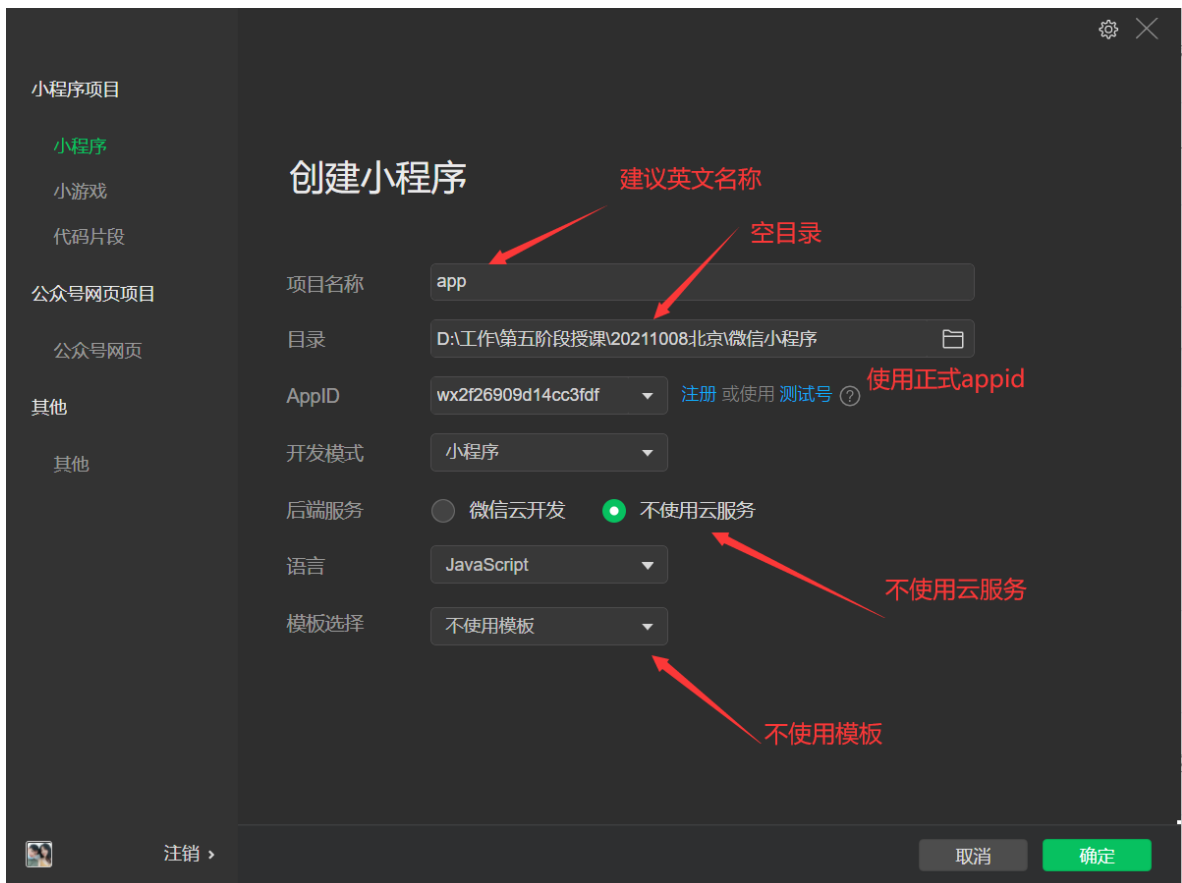 小程序项目
小程序
小游戏
代码片段
公众号网页项目
公众号网页
其他
其他
注销 ›
创建小程序
建议英文名称
空目录
项目名称 app
目录 D:\工作\第五阶段授课\20211008北京\微信小程序
AppID wx2f26909d14cc3fdf 注册 或使用 测试号 ?
使用正式appid
开发模式 小程序
后端服务 微信云开发 不使用云服务
不使用云服务
语言 JavaScript
模板选择 不使用模板
不使用模板
取消 确定